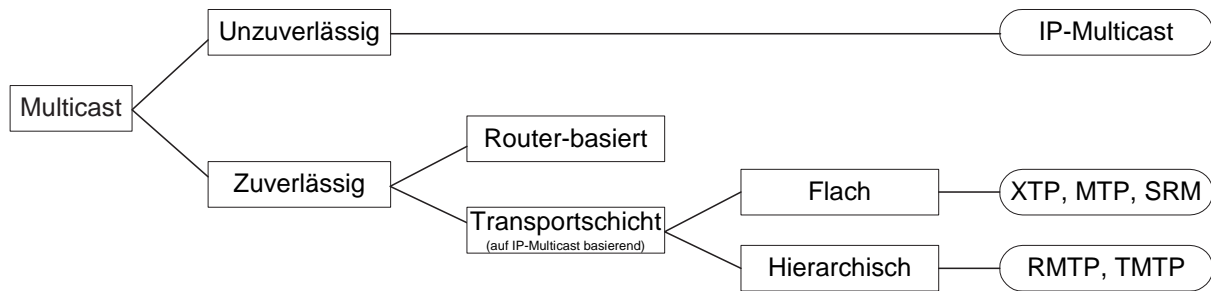 Unzuverlässig
IP-Multicast
Multicast
Router-basiert
Zuverlässig
Flach
XTP, MTP, SRM
Transportschicht
(auf IP-Multicast basierend)
Hierarchisch
RMTP, TMTP